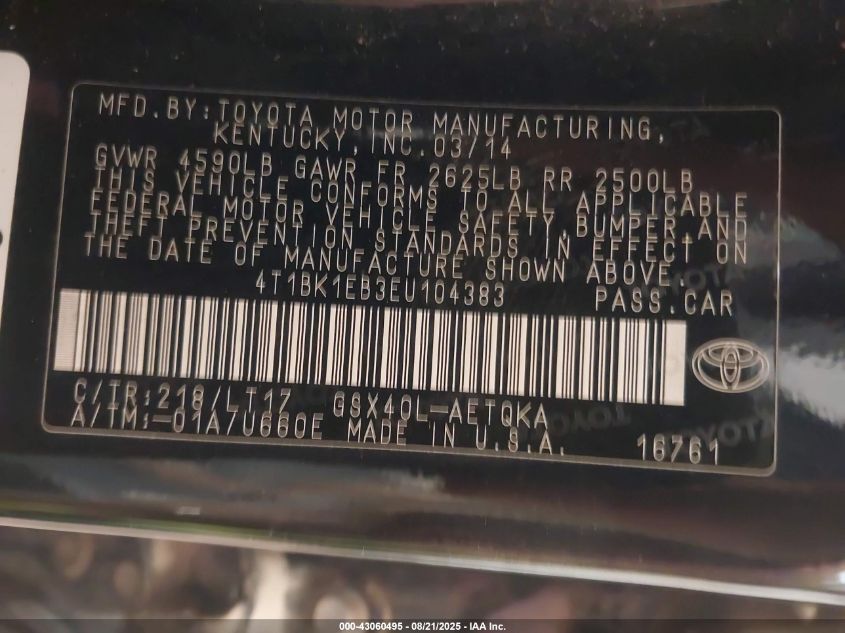 MFD.BY:TOYOTA MOTOR MANUFACTURING,
KENTUCKY,INC.03/14
GVWR 4590LB GAWR FR 2625LB RR 2500LB
THIS VEHICLE CONFORMS TO ALL APPLICABLE
FEDERAL MOTOR VEHICLE SAFETY,BUMPER AND
THEFT PREVENTION STANDARDS IN EFFECT ON
THE DATE OF MANUFACTURE SHOWN ABOVE.
4T1BK1EB3EU104383 PASS.CAR
C/TR:218/LT17 GSX40L-AETQKA
A/TM:-01A/U660E MADE IN U.S.A. 16761
000-43060495 - 08/21/2025 - IAA Inc.